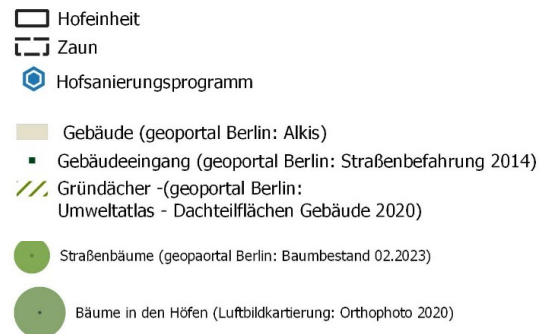 Hofeinheit
Zaun
Hofsanierungsprogramm
Gebäude (geoportal Berlin: Alkis)
Gebäudeeingang (geoportal Berlin: Straßenbefahrung 2014)
Gründächer -(geoportal Berlin:
Umweltatlas - Dachteilflächen Gebäude 2020)
Straßenbäume (geopaortal Berlin: Baumbestand 02.2023)
Bäume in den Höfen (Luftbildkartierung: Orthophoto 2020)